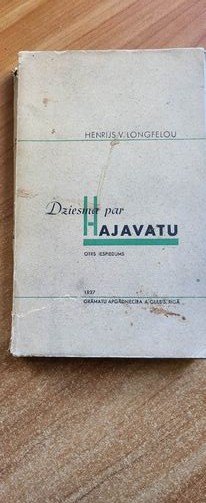 HENRIJS V. LONGFELOU
Dziesma par
HAJAVATU
OTRS IESPIEDUMS
1937
GRĀMATU APGĀDNIECĪBA A. GULBIS, RĪGĀ